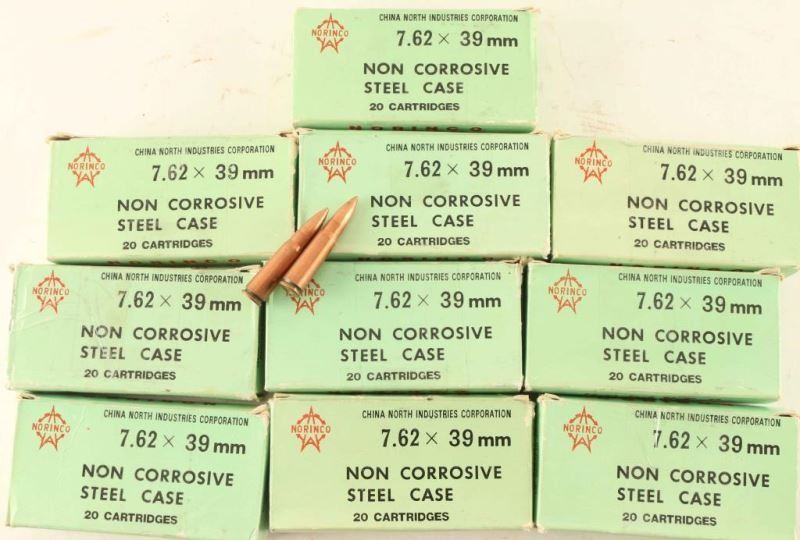 NORINCO
CHINA NORTH INDUSTRIES CORPORATION
7.62 × 39 mm
NON CORROSIVE
STEEL CASE
20 CARTRIDGES
NORINCO
NORINCO
CHINA NORTH INDUSTRIES CORPORATION
7.62 × 39 mm
NON CORROSIVE
STEEL CASE
20 CARTRIDGES
NORINCO
NORINCO
CHINA NORTH INDUSTRIES CORPORATION
7.62 × 39 mm
NON CORROSIVE
STEEL CASE
20 CARTRIDGES
NORINCO
CHINA NORTH INDUSTRIES CORPORATION
7.62 × 39 mm
NON CORROSIVE
STEEL CASE
20 CARTRIDGES
NORINCO
CHINA NORTH INDUSTRIES CORPORATION
7.62 × 39 mm
NON CORROSIVE
STEEL CASE
20 CARTRIDGES
CHINA NORTH INDUSTRIES CORPORATION
7.62 × 39 mm
NON CORROSIVE
STEEL CASE
20 CARTRIDGES
NORINCO
CHINA NORTH INDUSTRIES CORPORATION
7.62 × 39 mm
NON CORROSIVE
STEEL CASE
20 CARTRIDGES
NORINCO
CHINA NORTH INDUSTRIES CORPORATION
7.62 × 39 mm
NON CORROSIVE
STEEL CASE
20 CARTRIDGES
NORINCO
CHINA NORTH INDUSTRIES CORPORATION
7.62 × 39 mm
NON CORROSIVE
STEEL CASE
20 CARTRIDGES
NORINCO
CHINA NORTH INDUSTRIES CORPORATION
7.62 × 39 mm
NON CORROSIVE
STEEL CASE
20 CARTRIDGES